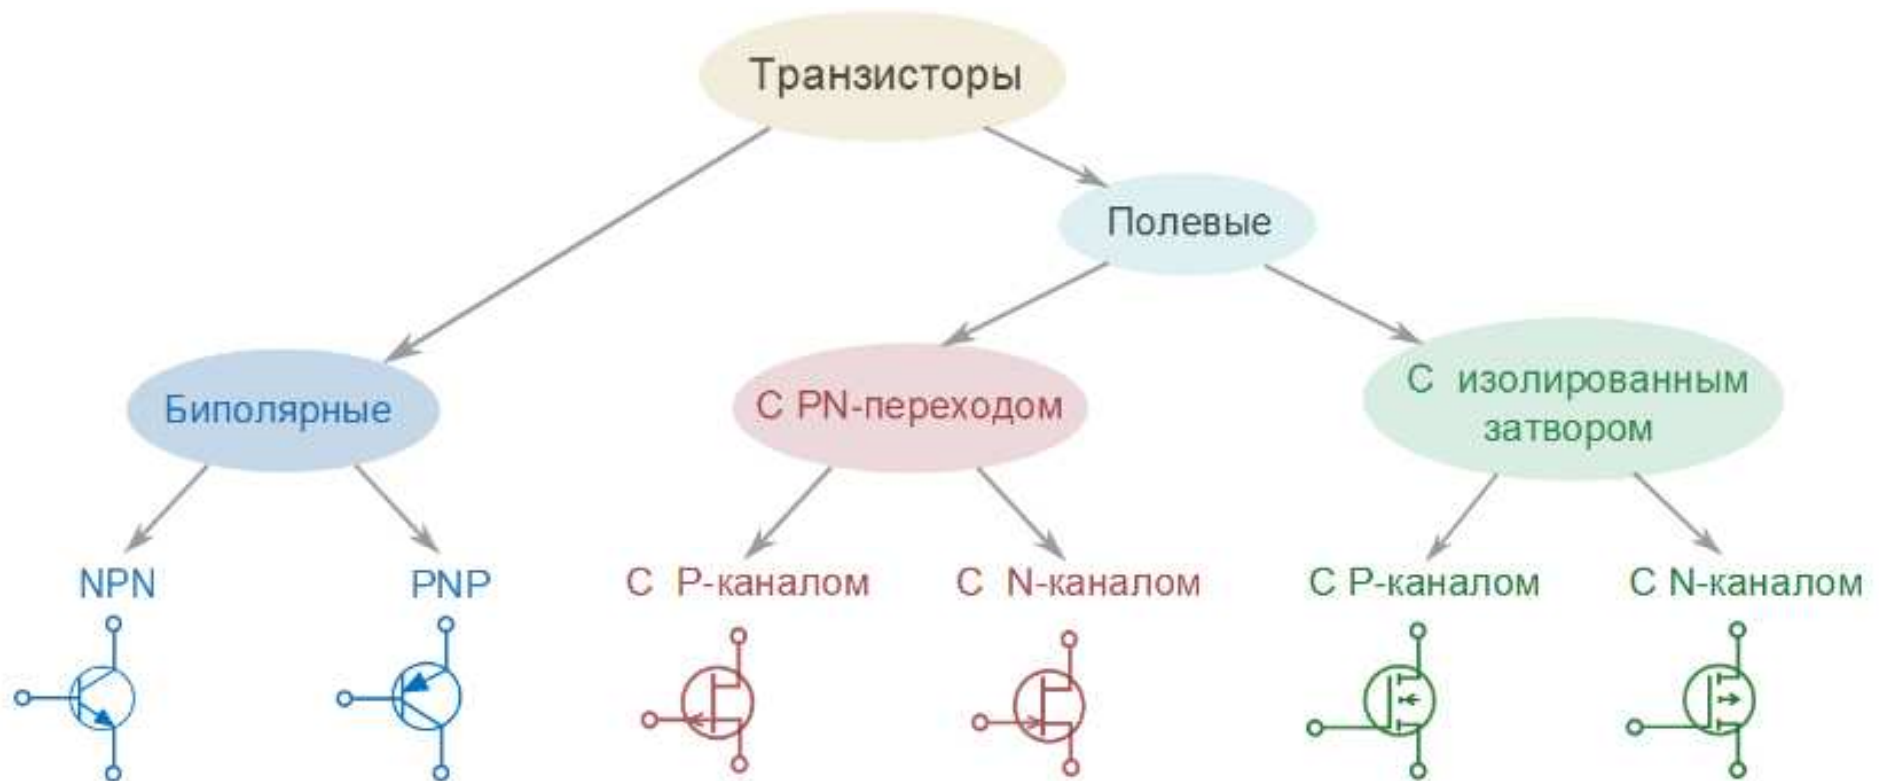 Транзисторы
Полевые
Биполярные
С PN-переходом
С изолированным
затвором
NPN
PNP
С P-каналом
С N-каналом
С P-каналом
С N-каналом